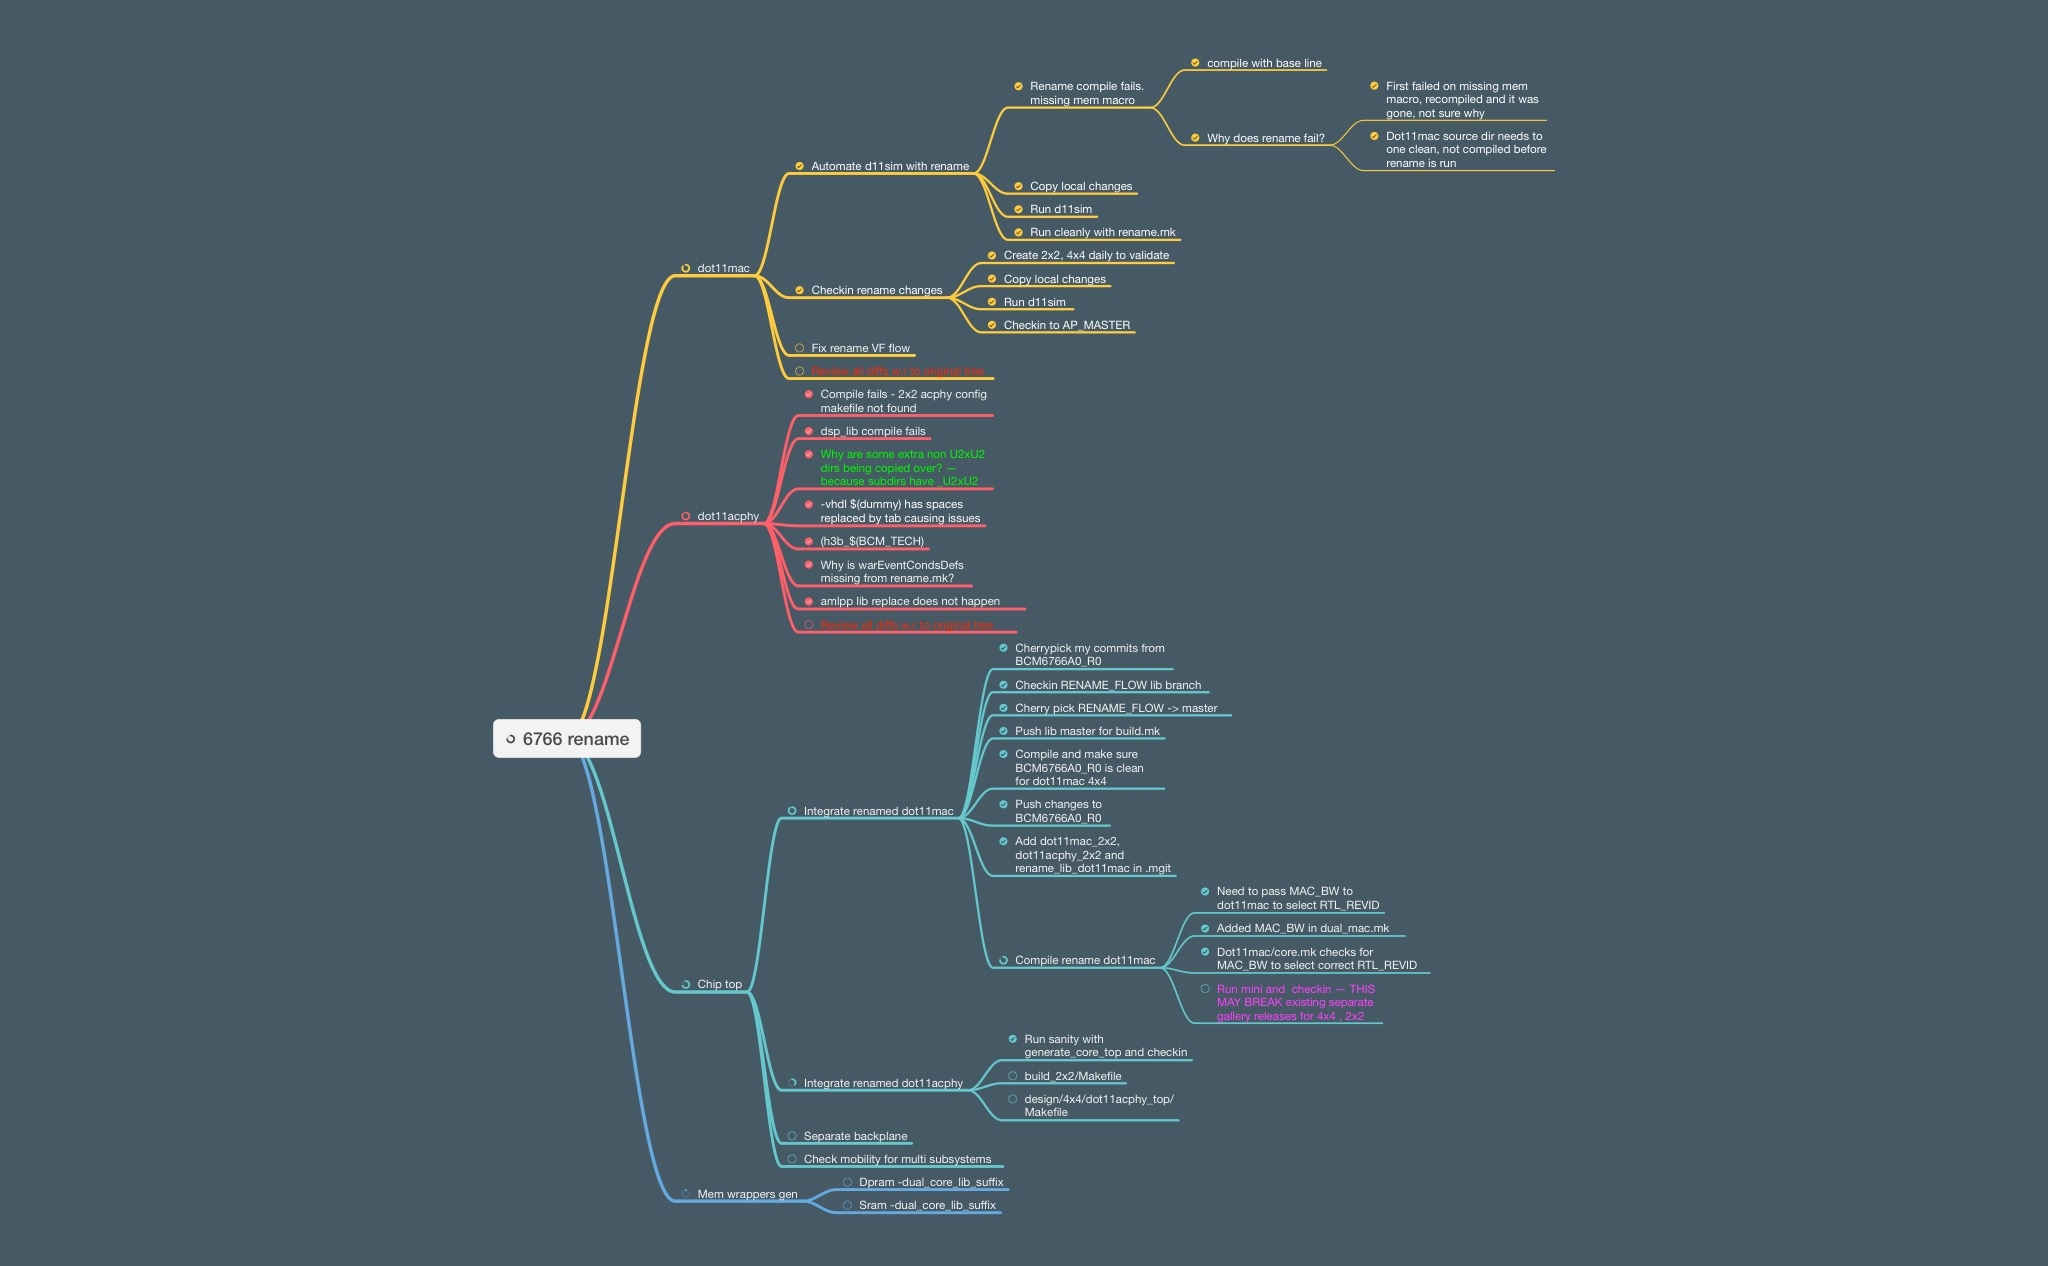 compile with base line
Rename compile fails.
missing mem macro
First failed on missing mem
macro, recompiled and it was
gone, not sure why
Why does rename fail?
Dot11mac source dir needs to
one clean, not compiled before
rename is run
Automate d11sim with rename
Copy local changes
Run d11sim
Run cleanly with rename.mk
dot11mac
Create 2x2, 4x4 daily to validate
Checkin rename changes
Copy local changes
Run d11sim
Checkin to AP_MASTER
Fix rename VF flow
Review all diffs w.r to original tree
Compile fails - 2x2 acphy config
makefile not found
dsp_lib compile fails
Why are some extra non U2xU2
dirs being copied over? —
because subdirs have _U2xU2
dot11acphy
-vhdl $(dummy) has spaces
replaced by tab causing issues
(h3b_$(BCM_TECH)
Why is warEventCondsDefs
missing from rename.mk?
amlpp lib replace does not happen
Review all diffs w.r to original tree
6766 rename
Cherrypick my commits from
BCM6766A0_R0
Checkin RENAME_FLOW lib branch
Cherry pick RENAME_FLOW -> master
Push lib master for build.mk
Compile and make sure
BCM6766A0_R0 is clean
for dot11mac 4x4
Integrate renamed dot11mac
Push changes to
BCM6766A0_R0
Add dot11mac_2x2,
dot11acphy_2x2 and
rename_lib_dot11mac in .mgit
Need to pass MAC_BW to
dot11mac to select RTL_REVID
Added MAC_BW in dual_mac.mk
Compile rename dot11mac
Dot11mac/core.mk checks for
MAC_BW to select correct RTL_REVID
Run mini and  checkin — THIS
MAY BREAK existing separate
gallery releases for 4x4 , 2x2
Chip top
Run sanity with
generate_core_top and checkin
Integrate renamed dot11acphy
build_2x2/Makefile
design/4x4/dot11acphy_top/
Makefile
Separate backplane
Check mobility for multi subsystems
Mem wrappers gen
Dpram -dual_core_lib_suffix
Sram -dual_core_lib_suffix